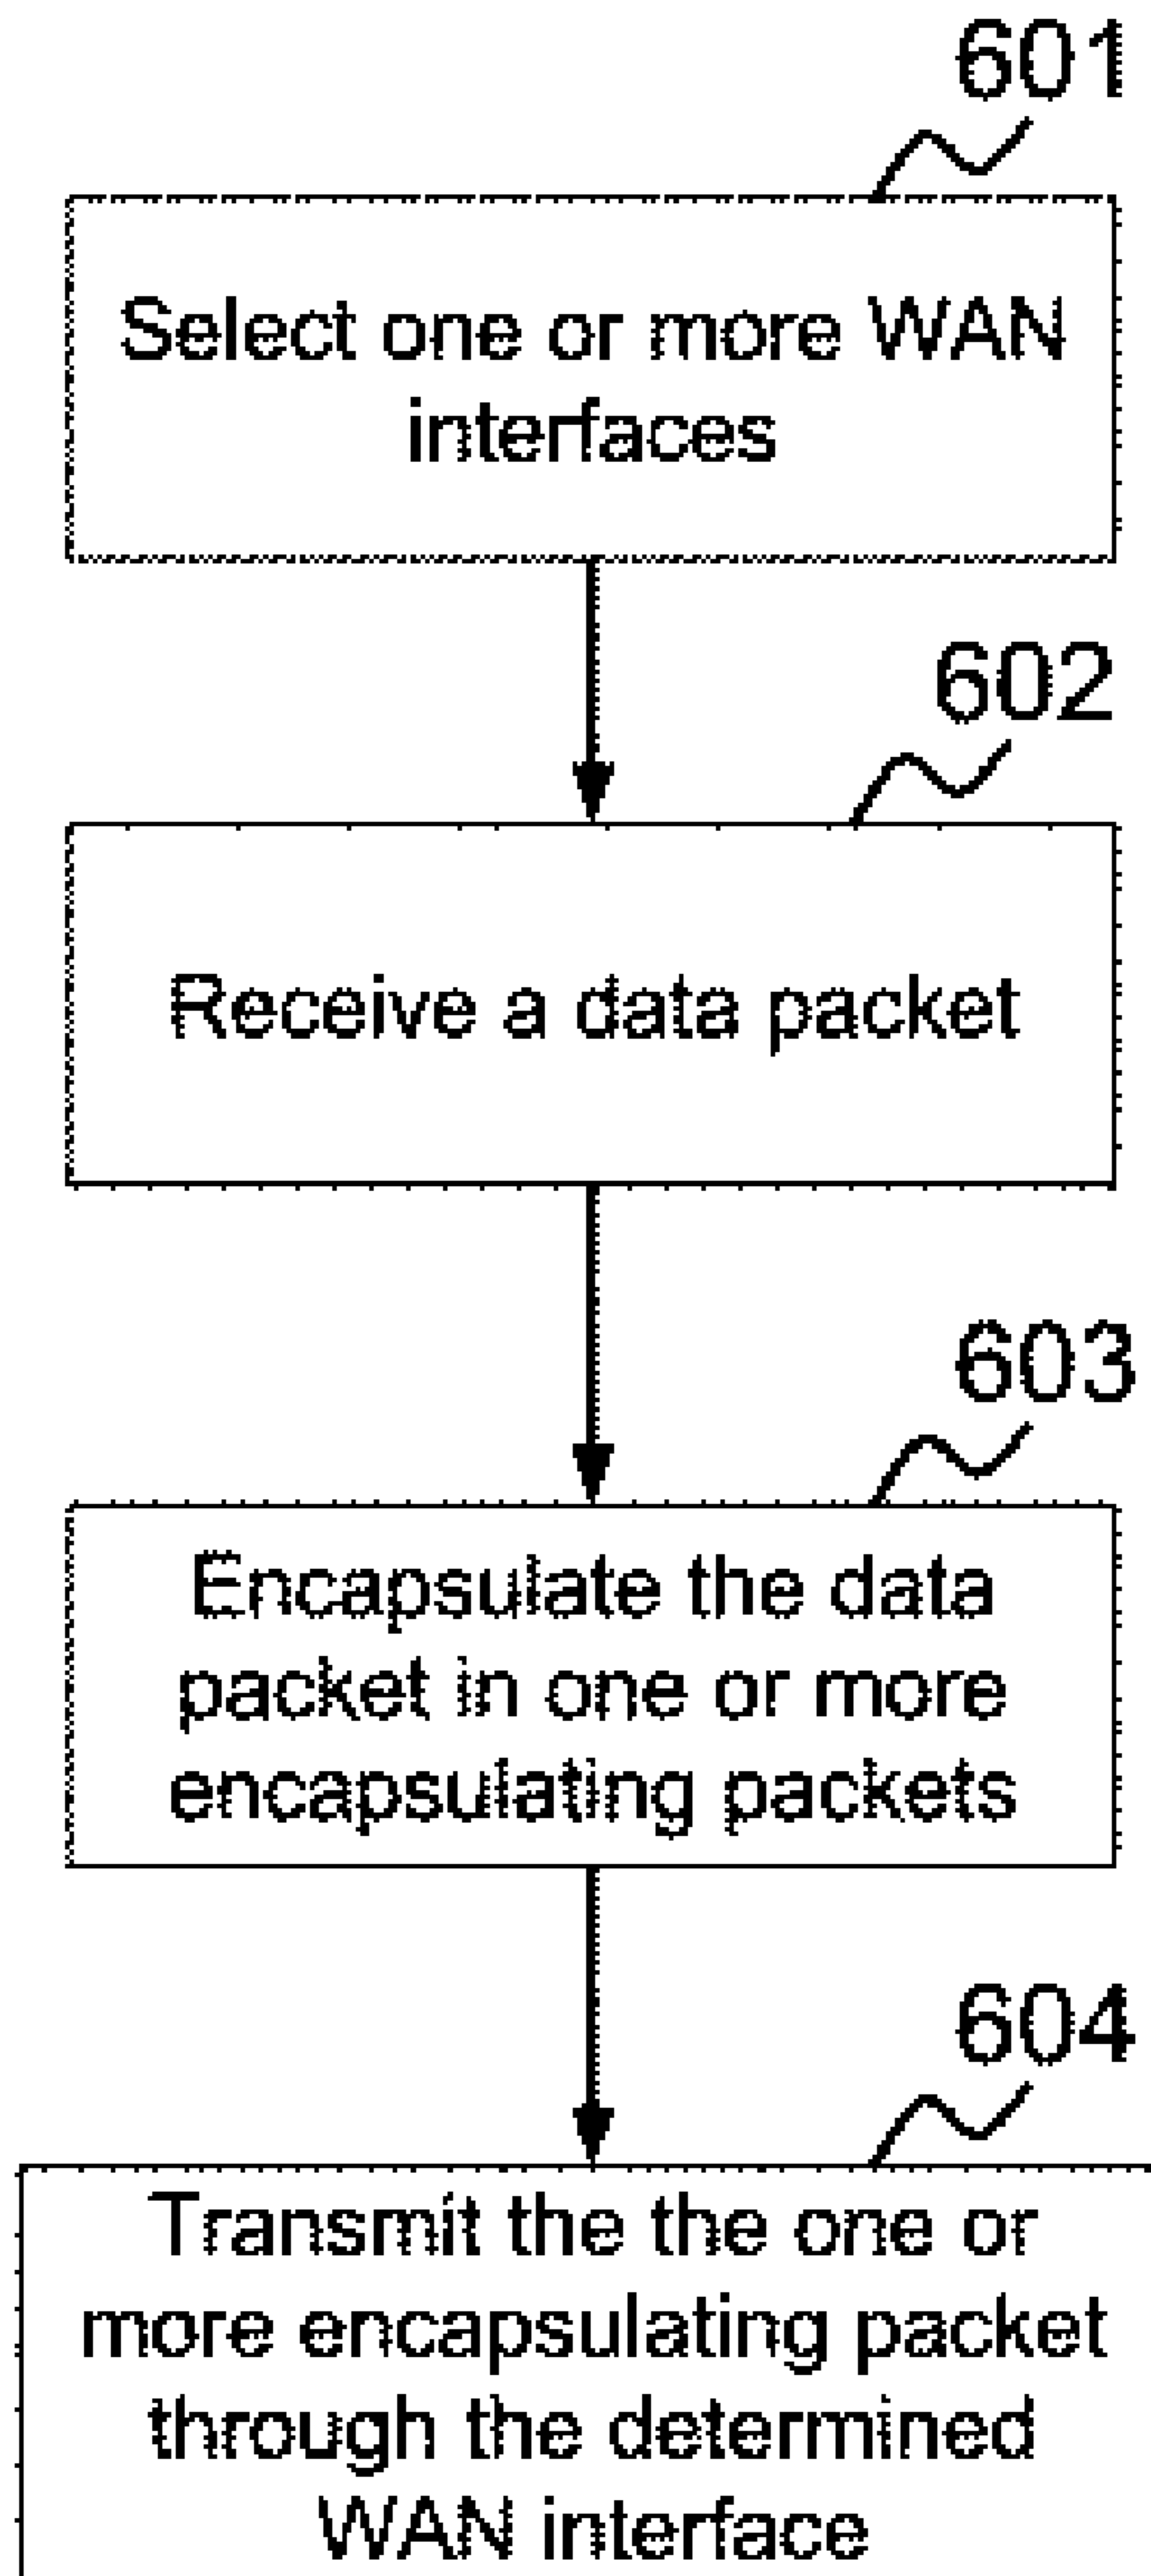 601
Select one or more WAN
interfaces
602
Receive a data packet
603
Encapsulate the data
packet in one or more
encapsulating packets
604
Transmit the the one or
more encapsulating packet
through the determined
WAN interface